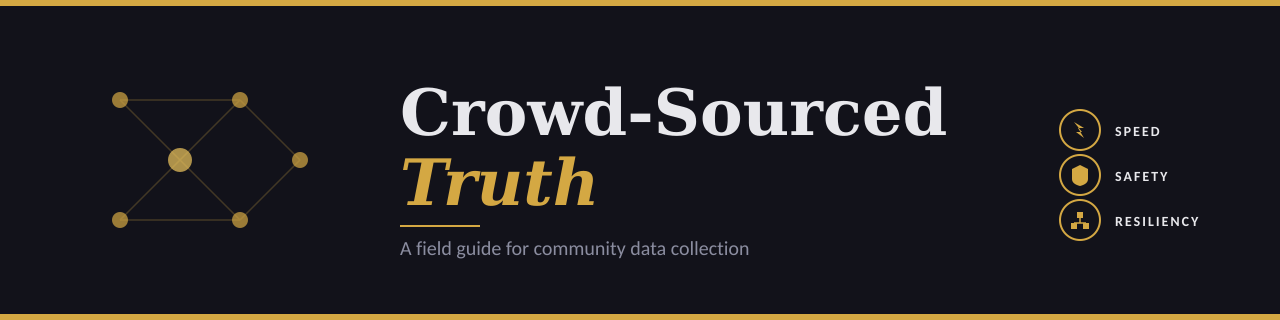 Crowd-Sourced
Truth
A field guide for community data collection
SPEED
SAFETY
RESILIENCY